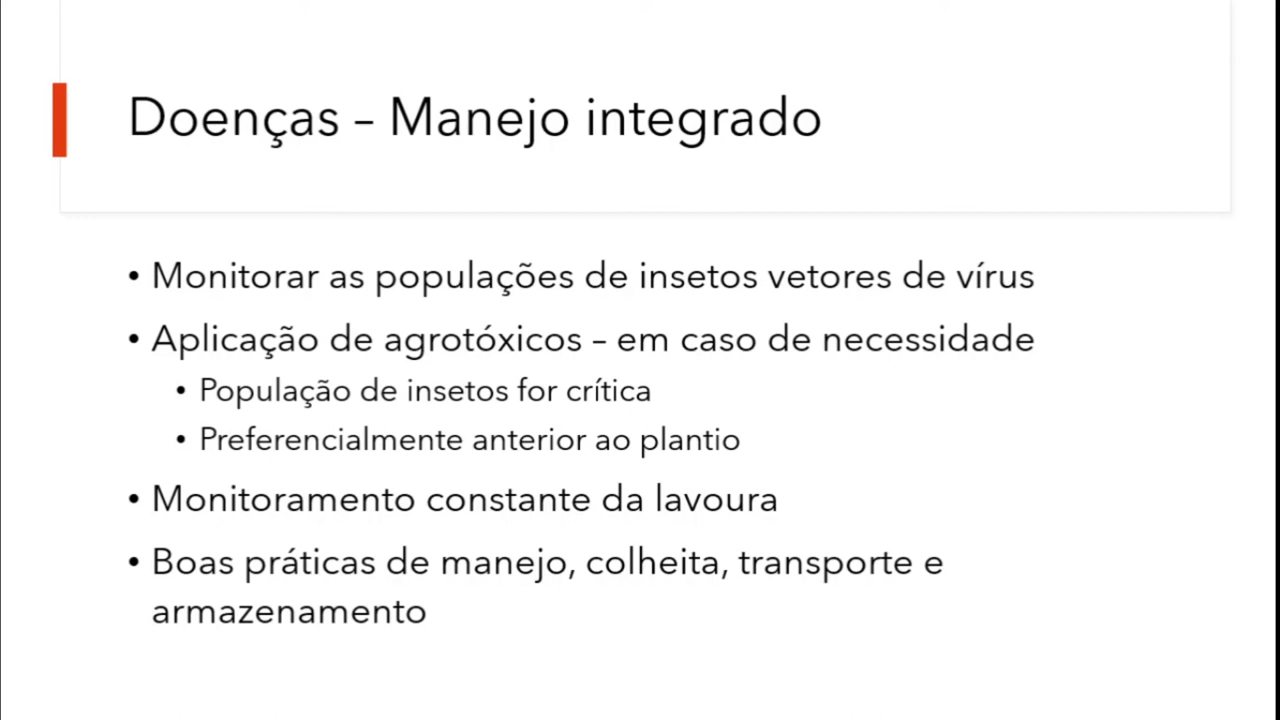 Doenças – Manejo integrado
• Monitorar as populações de insetos vetores de vírus
• Aplicação de agrotóxicos – em caso de necessidade
• População de insetos for crítica
• Preferencialmente anterior ao plantio
• Monitoramento constante da lavoura
• Boas práticas de manejo, colheita, transporte e
armazenamento